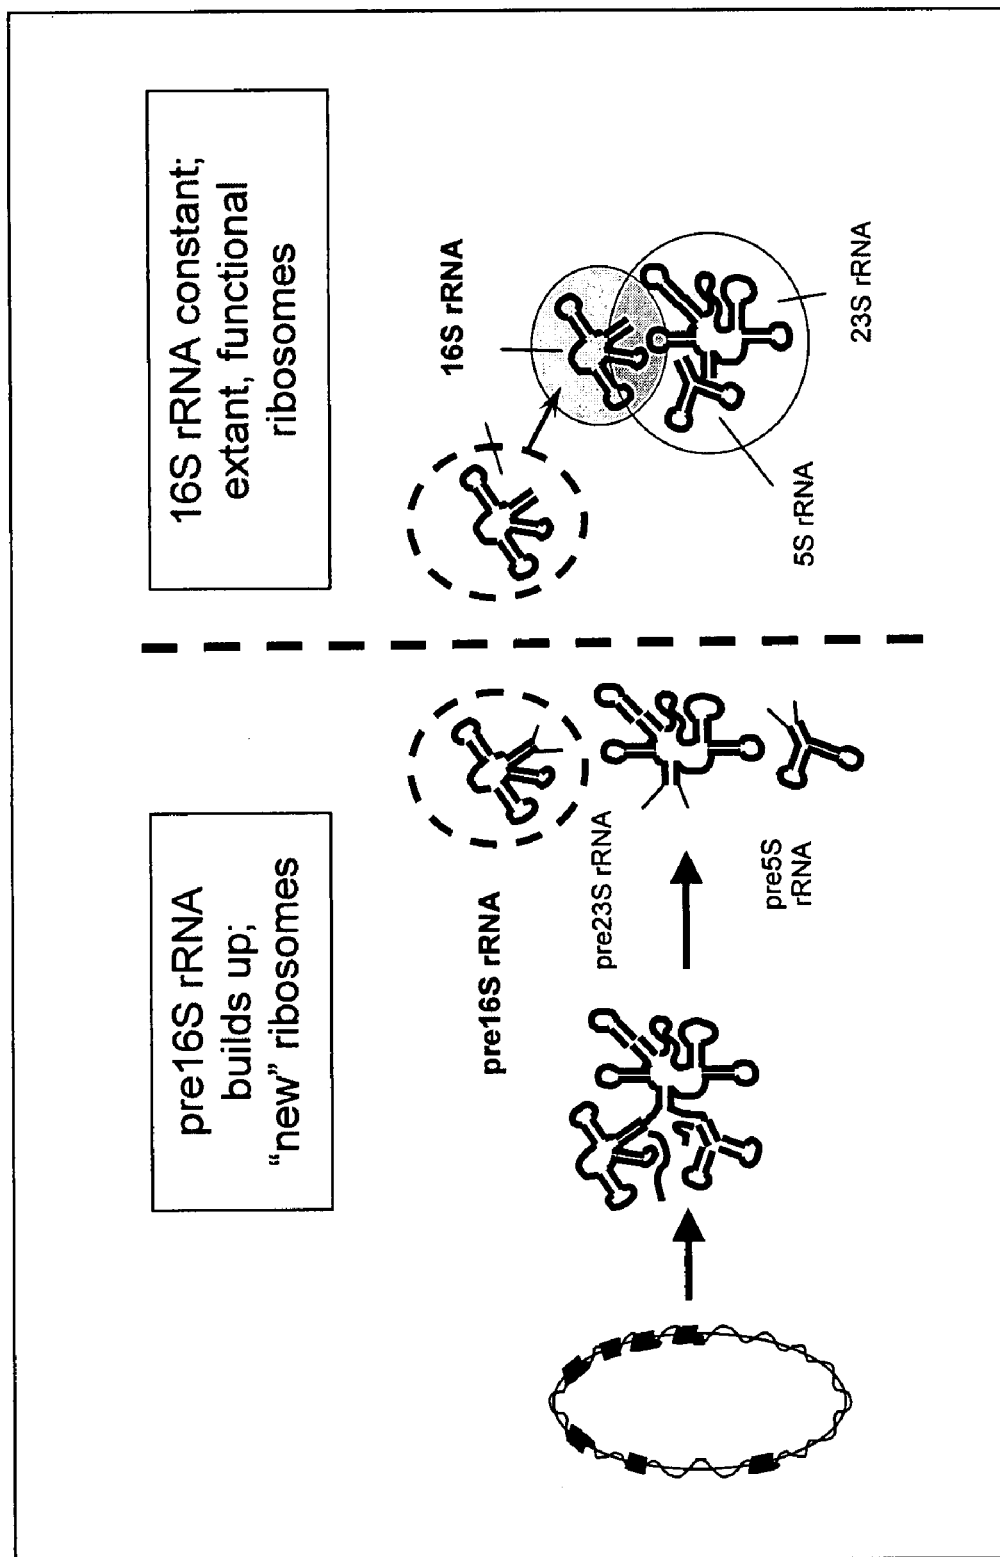 pre16S rRNA
builds up;
“new” ribosomes
16S rRNA constant;
extant, functional
ribosomes
pre16S rRNA
pre23S rRNA
pre5S
rRNA
16S rRNA
5S rRNA
23S rRNA